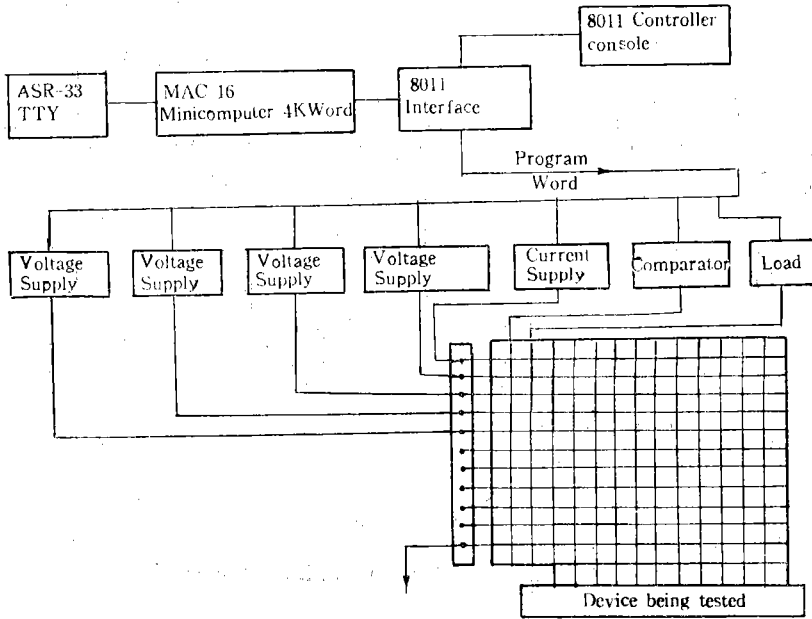 8011 Controller
console
ASR-33
TTY
MAC 16
Minicomputer 4KWord
8011
Interface
Program
Word
Voltage
Supply
Voltage
Supply
Voltage
Supply
Voltage
Supply
Current
Supply
Comparator
Load
Device being tested